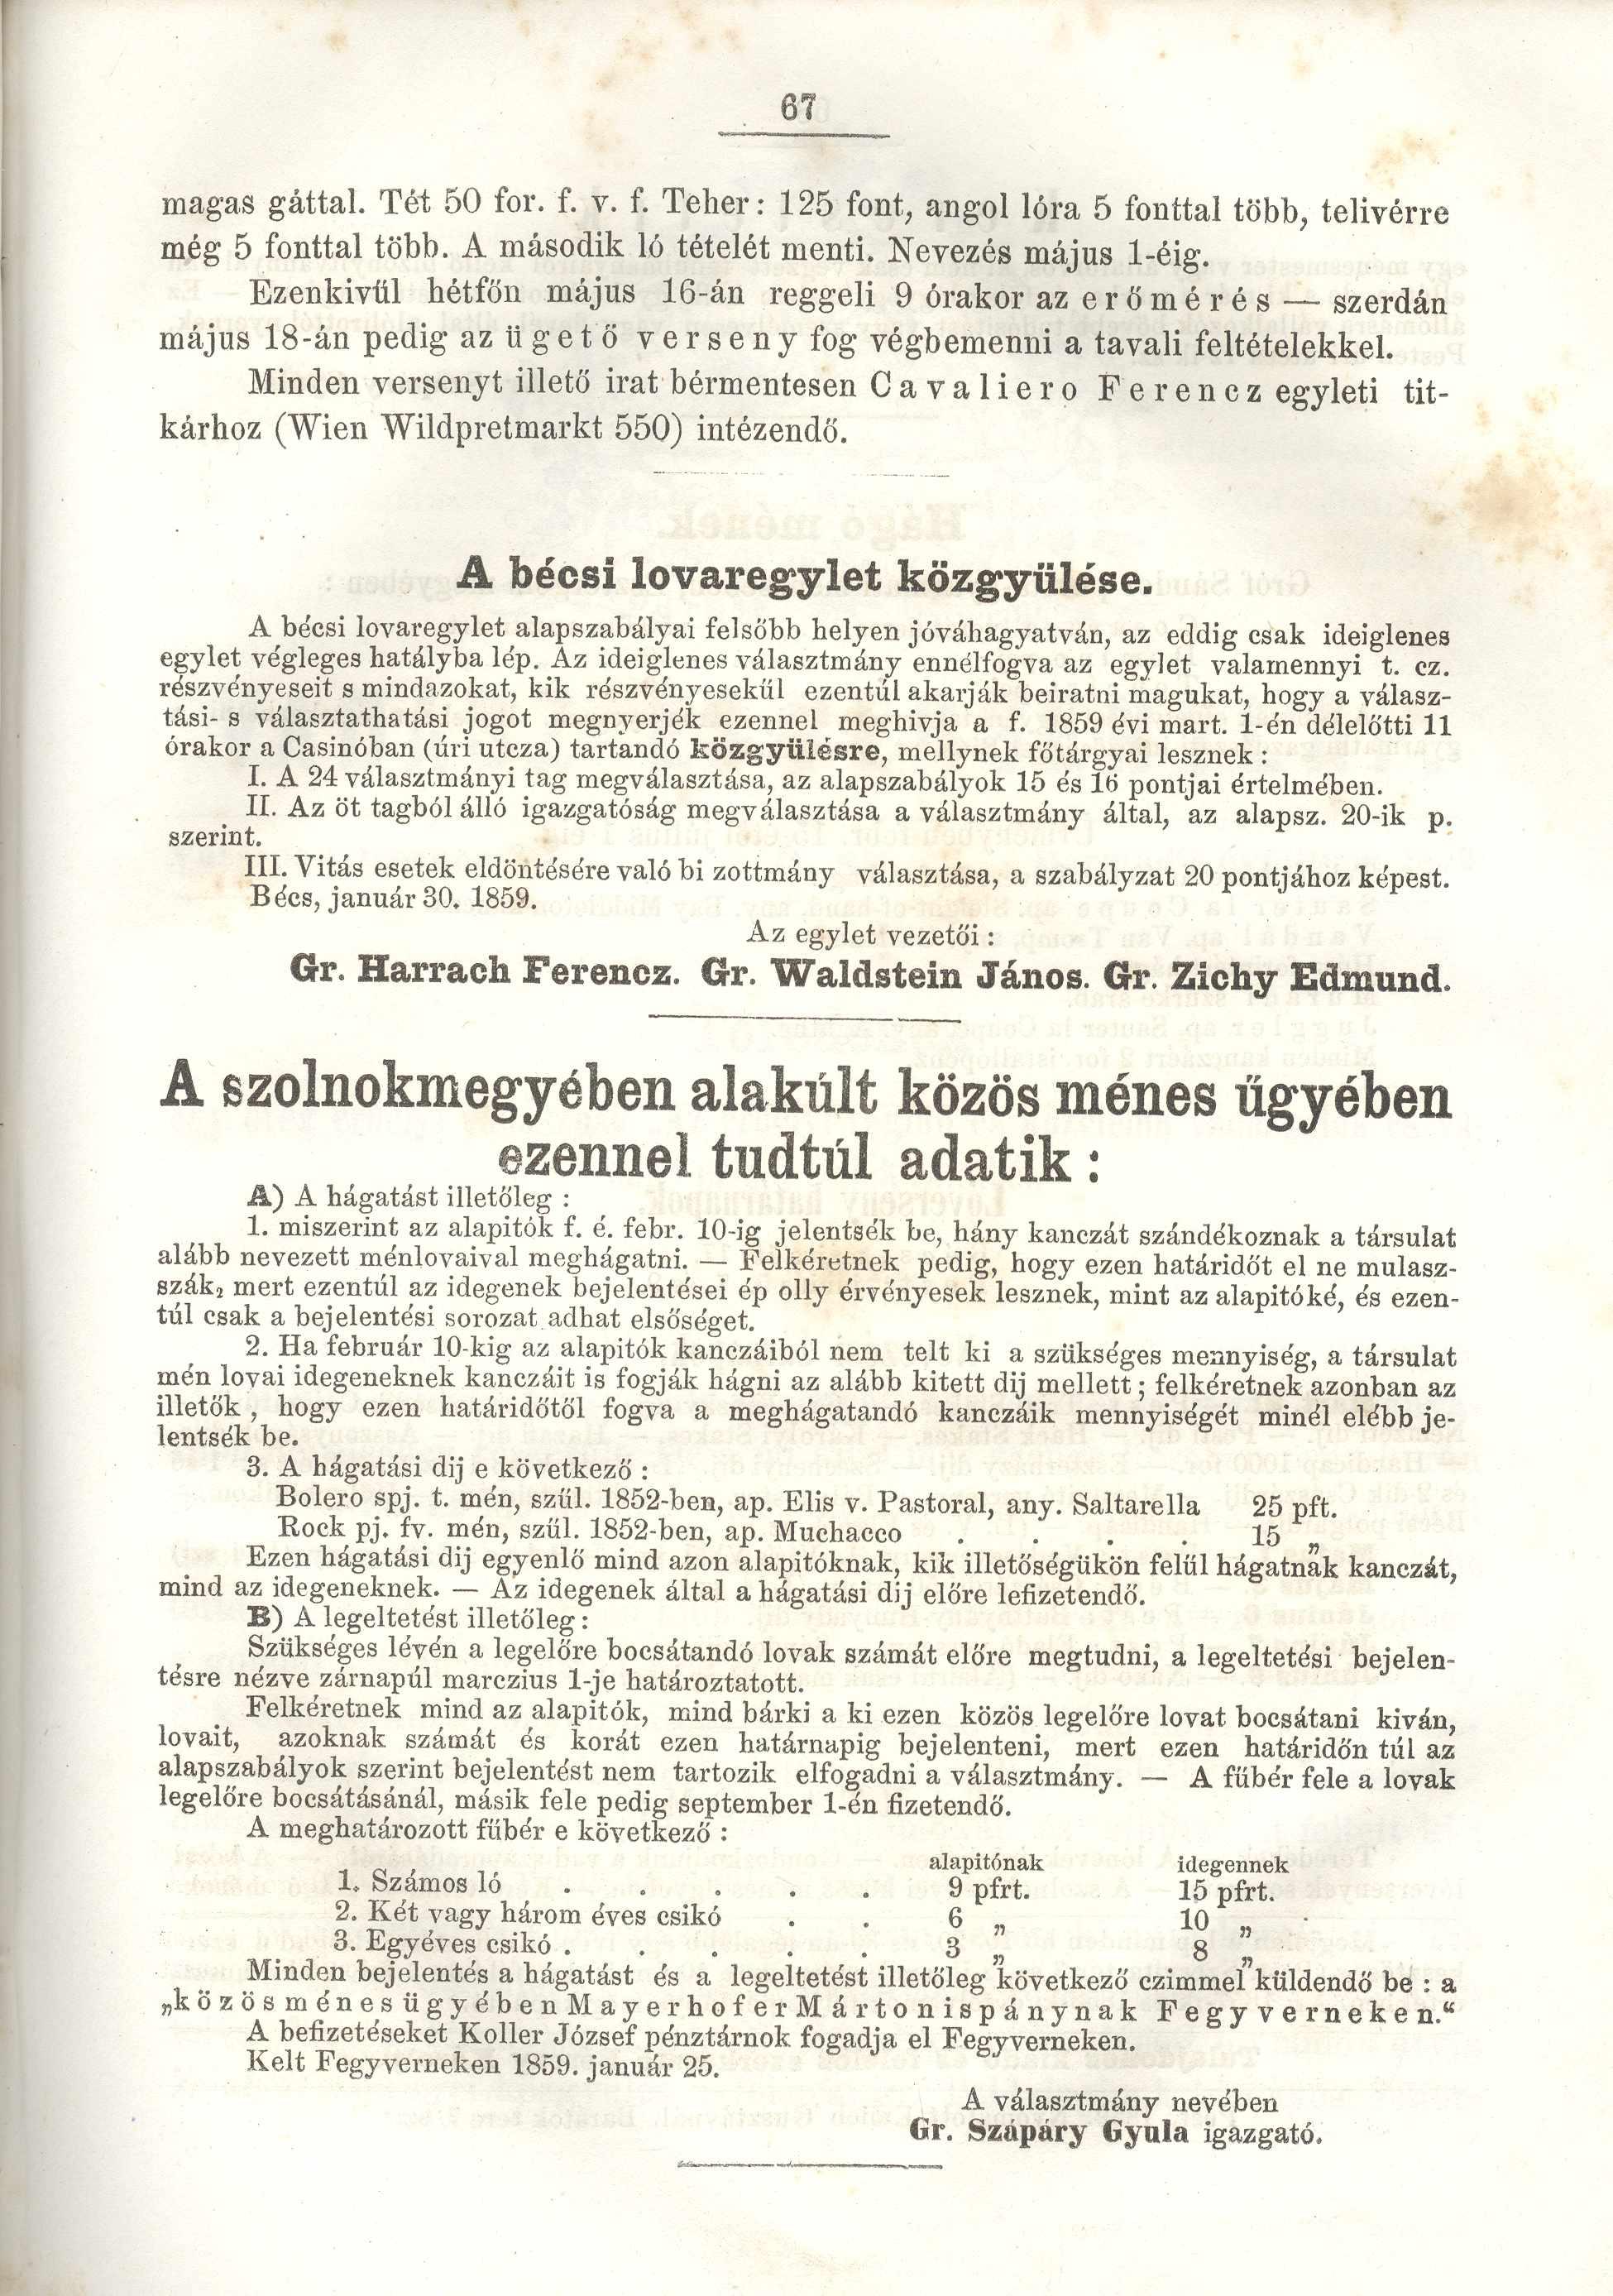 67
magas gáttal. Tét 50 for. f. v. f. Teher: 125 font, angol lóra 5 fonttal több, telivérre
még 5 fonttal több. A második ló tételét menti. Nevezés május 1-éig.
Ezenkivül hétfőn május 16-án reggeli 9 órakor az erőmérés — szerdán
május 18-án pedig az ügető verseny fog végbemenni a tavali feltételekkel.
Minden versenyt illető irat bérmentesen Cavaliero Ferencz egyleti tit-
kárhoz (Wien Wildpretmarkt 550) intézendő.
A bécsi lovaregylet közgyülése.
A bécsi lovaregylet alapszabályai felsőbb helyen jóváhagyatván, az eddig csak ideiglenes
egylet végleges hatályba lép. Az ideiglenes választmány ennélfogva az egylet valamennyi t. cz.
részvényeseit s mindazokat, kik részvényesekül ezentúl akarják beiratni magukat, hogy a válasz-
tási- s választathatási jogot megnyerjék ezennel meghivja a f. 1859 évi mart. 1-én délelőtti 11
órakor a Casinóban (úri utcza) tartandó közgyülésre, mellynek főtárgyai lesznek :
I. A 24 választmányi tag megválasztása, az alapszabályok 15 és 16 pontjai értelmében.
II. Az öt tagból álló igazgatóság megválasztása a választmány által, az alapsz. 20-ik p.
szerint.
III. Vitás esetek eldöntésére való bi zottmány választása, a szabályzat 20 pontjához képest.
Bécs, január 30. 1859.
Az egylet vezetői :
Gr. Harrach Ferencz. Gr. Waldstein János. Gr. Zichy Edmund.
A szolnokmegyében alakúlt közös ménes ügyében
ezennel tudtúl adatik :
A) A hágatást illetőleg :
1. miszerint az alapitók f. é. febr. 10-ig jelentsék be, hány kanczát szándékoznak a társulat
alább nevezett ménlovaival meghágatni. — Felkéretnek pedig, hogy ezen határidőt el ne mulasz-
szák, mert ezentúl az idegenek bejelentései ép olly érvényesek lesznek, mint az alapitóké, és ezen-
túl csak a bejelentési sorozat adhat elsőséget.
2. Ha február 10-kig az alapitók kanczáiból nem telt ki a szükséges mennyiség, a társulat
mén lovai idegeneknek kanczáit is fogják hágni az alább kitett dij mellett ; felkéretnek azonban az
illetők , hogy ezen határidőtől fogva a meghágatandó kanczáik mennyiségét minél elébb je-
lentsék be.
3. A hágatási dij e következő :
Bolero spj. t. mén, szül. 1852-ben, ap. Elis v. Pastoral, any. Saltarella 25 pft.
Rock pj. fv. mén, szül. 1852-ben, ap. Muchacco . . . . 15 „
Ezen hágatási dij egyenlő mind azon alapitóknak, kik illetőségükön felül hágatnak kanczát,
mind az idegeneknek. — Az idegenek által a hágatási dij előre lefizetendő.
B) A legeltetést illetőleg :
Szükséges lévén a legelőre bocsátandó lovak számát előre megtudni, a legeltetési bejelen-
tésre nézve zárnapúl marczius 1-je határoztatott.
Felkéretnek mind az alapitók, mind bárki a ki ezen közös legelőre lovat bocsátani kiván,
lovait, azoknak számát és korát ezen határnapig bejelenteni, mert ezen határidőn túl az
alapszabályok szerint bejelentést nem tartozik elfogadni a választmány. — A fűbér fele a lovak
legelőre bocsátásánál, másik fele pedig september 1-én fizetendő.
A meghatározott fűbér e következő :
alapitónak idegennek
1. Számos ló . . . . . 9 pfrt. 15 pfrt.
2. Két vagy három éves csikó . . 6 „ 10 „
3. Egyéves csikó . . . . . 3 „ 8 „
Minden bejelentés a hágatást és a legeltetést illetőleg következő czimmel küldendő be : a
„közös ménes ügyében Mayerhofer Márton ispánynak Fegyverneken.“
A befizetéseket Koller József pénztárnok fogadja el Fegyverneken.
Kelt Fegyverneken 1859. január 25.
A választmány nevében
Gr. Szápáry Gyula igazgató.